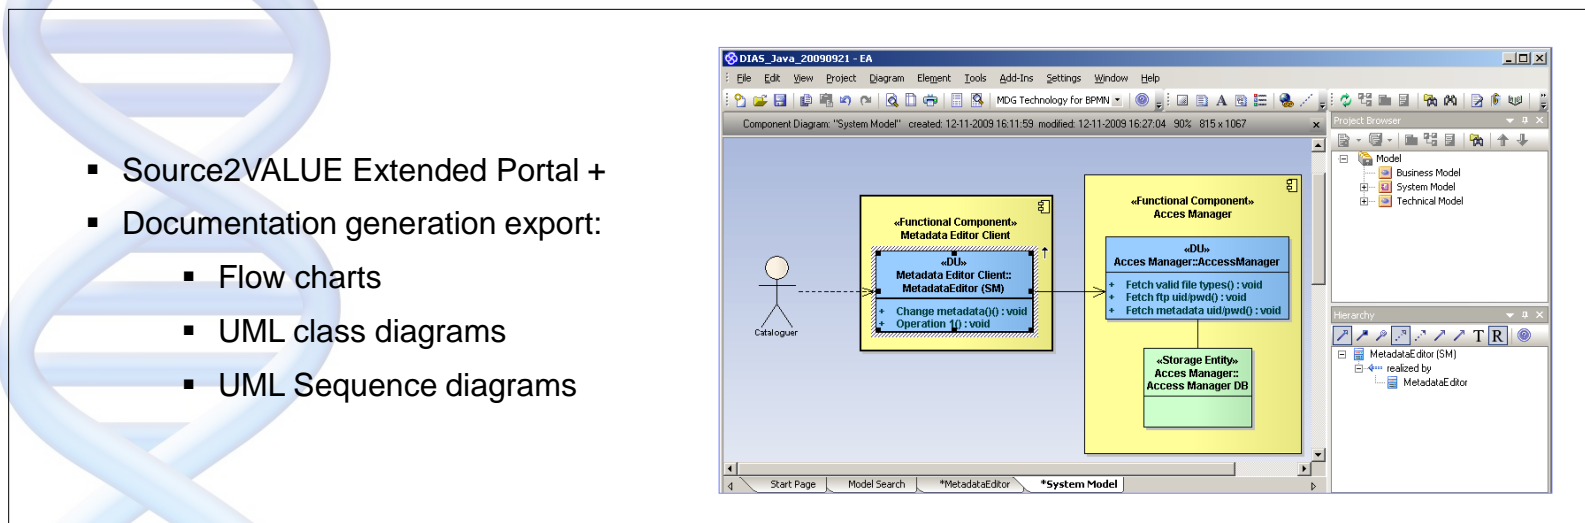 Source2VALUE Extended Portal +
Documentation generation export:
Flow charts
UML class diagrams
UML Sequence diagrams
DIAS_Java_20090921 - EA
File Edit View Project Diagram Element Tools Add-Ins Settings Window Help
MDG Technology for BPMN
Component Diagram: "System Model" created: 12-11-2009 16:11:59 modified: 12-11-2009 16:27:04 90% 815 x 1067
«Functional Component»
Metadata Editor Client
«DU»
Metadata Editor Client::
MetadataEditor (SM)
+ Change metadata()() : void
+ Operation 1() : void
Cataloguer
«Functional Component»
Acces Manager
«DU»
Acces Manager::AccessManager
+ Fetch valid file types() : void
+ Fetch ftp uid/pwd() : void
+ Fetch metadata uid/pwd() : void
«Storage Entity»
Acces Manager::
Access Manager DB
Start Page Model Search *MetadataEditor *System Model
Project Browser
Model
Business Model
System Model
Technical Model
Hierarchy
T R
MetadataEditor (SM)
realized by
MetadataEditor